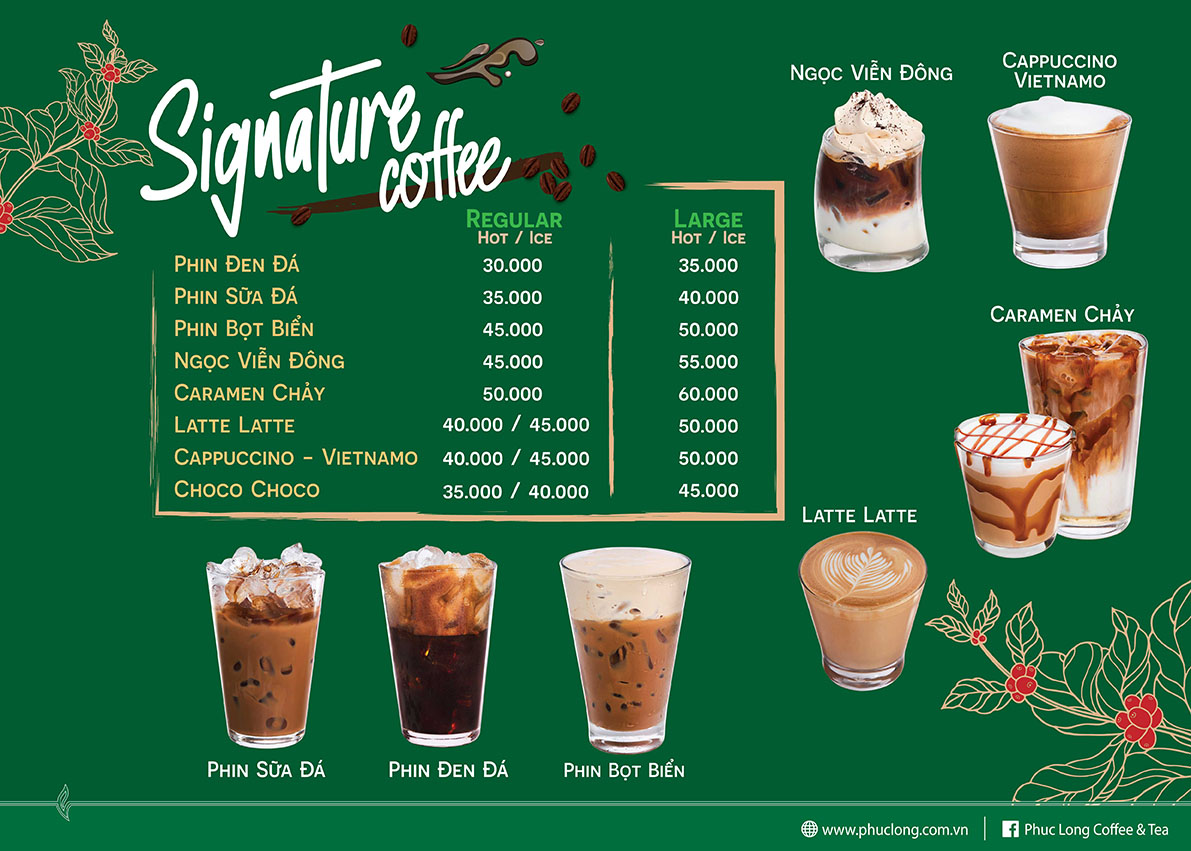 Signature
coffee
REGULAR LARGE
HOT / ICE HOT / ICE
PHIN ĐEN ĐÁ 30.000 35.000
PHIN SỮA ĐÁ 35.000 40.000
PHIN BỌT BIỂN 45.000 50.000
NGỌC VIỄN ĐÔNG 45.000 55.000
CARAMEN CHẢY 50.000 60.000
LATTE LATTE 40.000 / 45.000 50.000
CAPPUCCINO – VIETNAMO 40.000 / 45.000 50.000
CHOCO CHOCO 35.000 / 40.000 45.000
NGỌC VIỄN ĐÔNG
CAPPUCCINO
VIETNAMO
CARAMEN CHẢY
LATTE LATTE
PHIN SỮA ĐÁ
PHIN ĐEN ĐÁ
PHIN BỌT BIỂN
www.phuclong.com.vn
Phuc Long Coffee & Tea